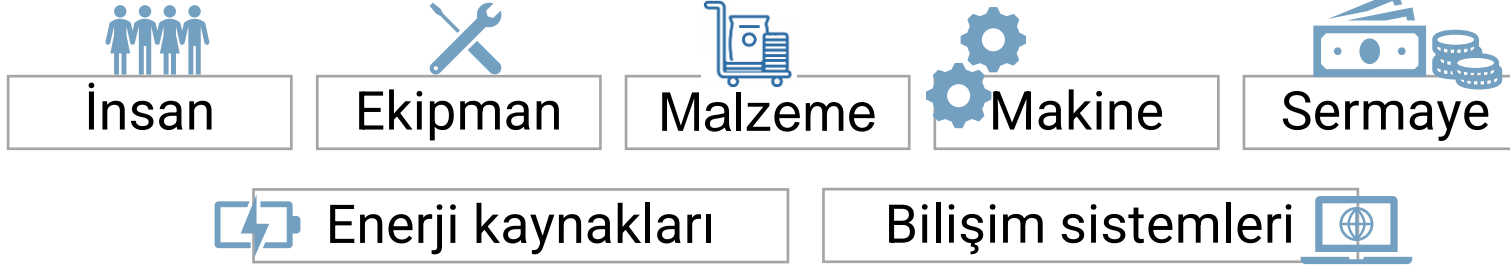 İnsan
Ekipman
Malzeme
Makine
Sermaye
Enerji kaynakları
Bilişim sistemleri